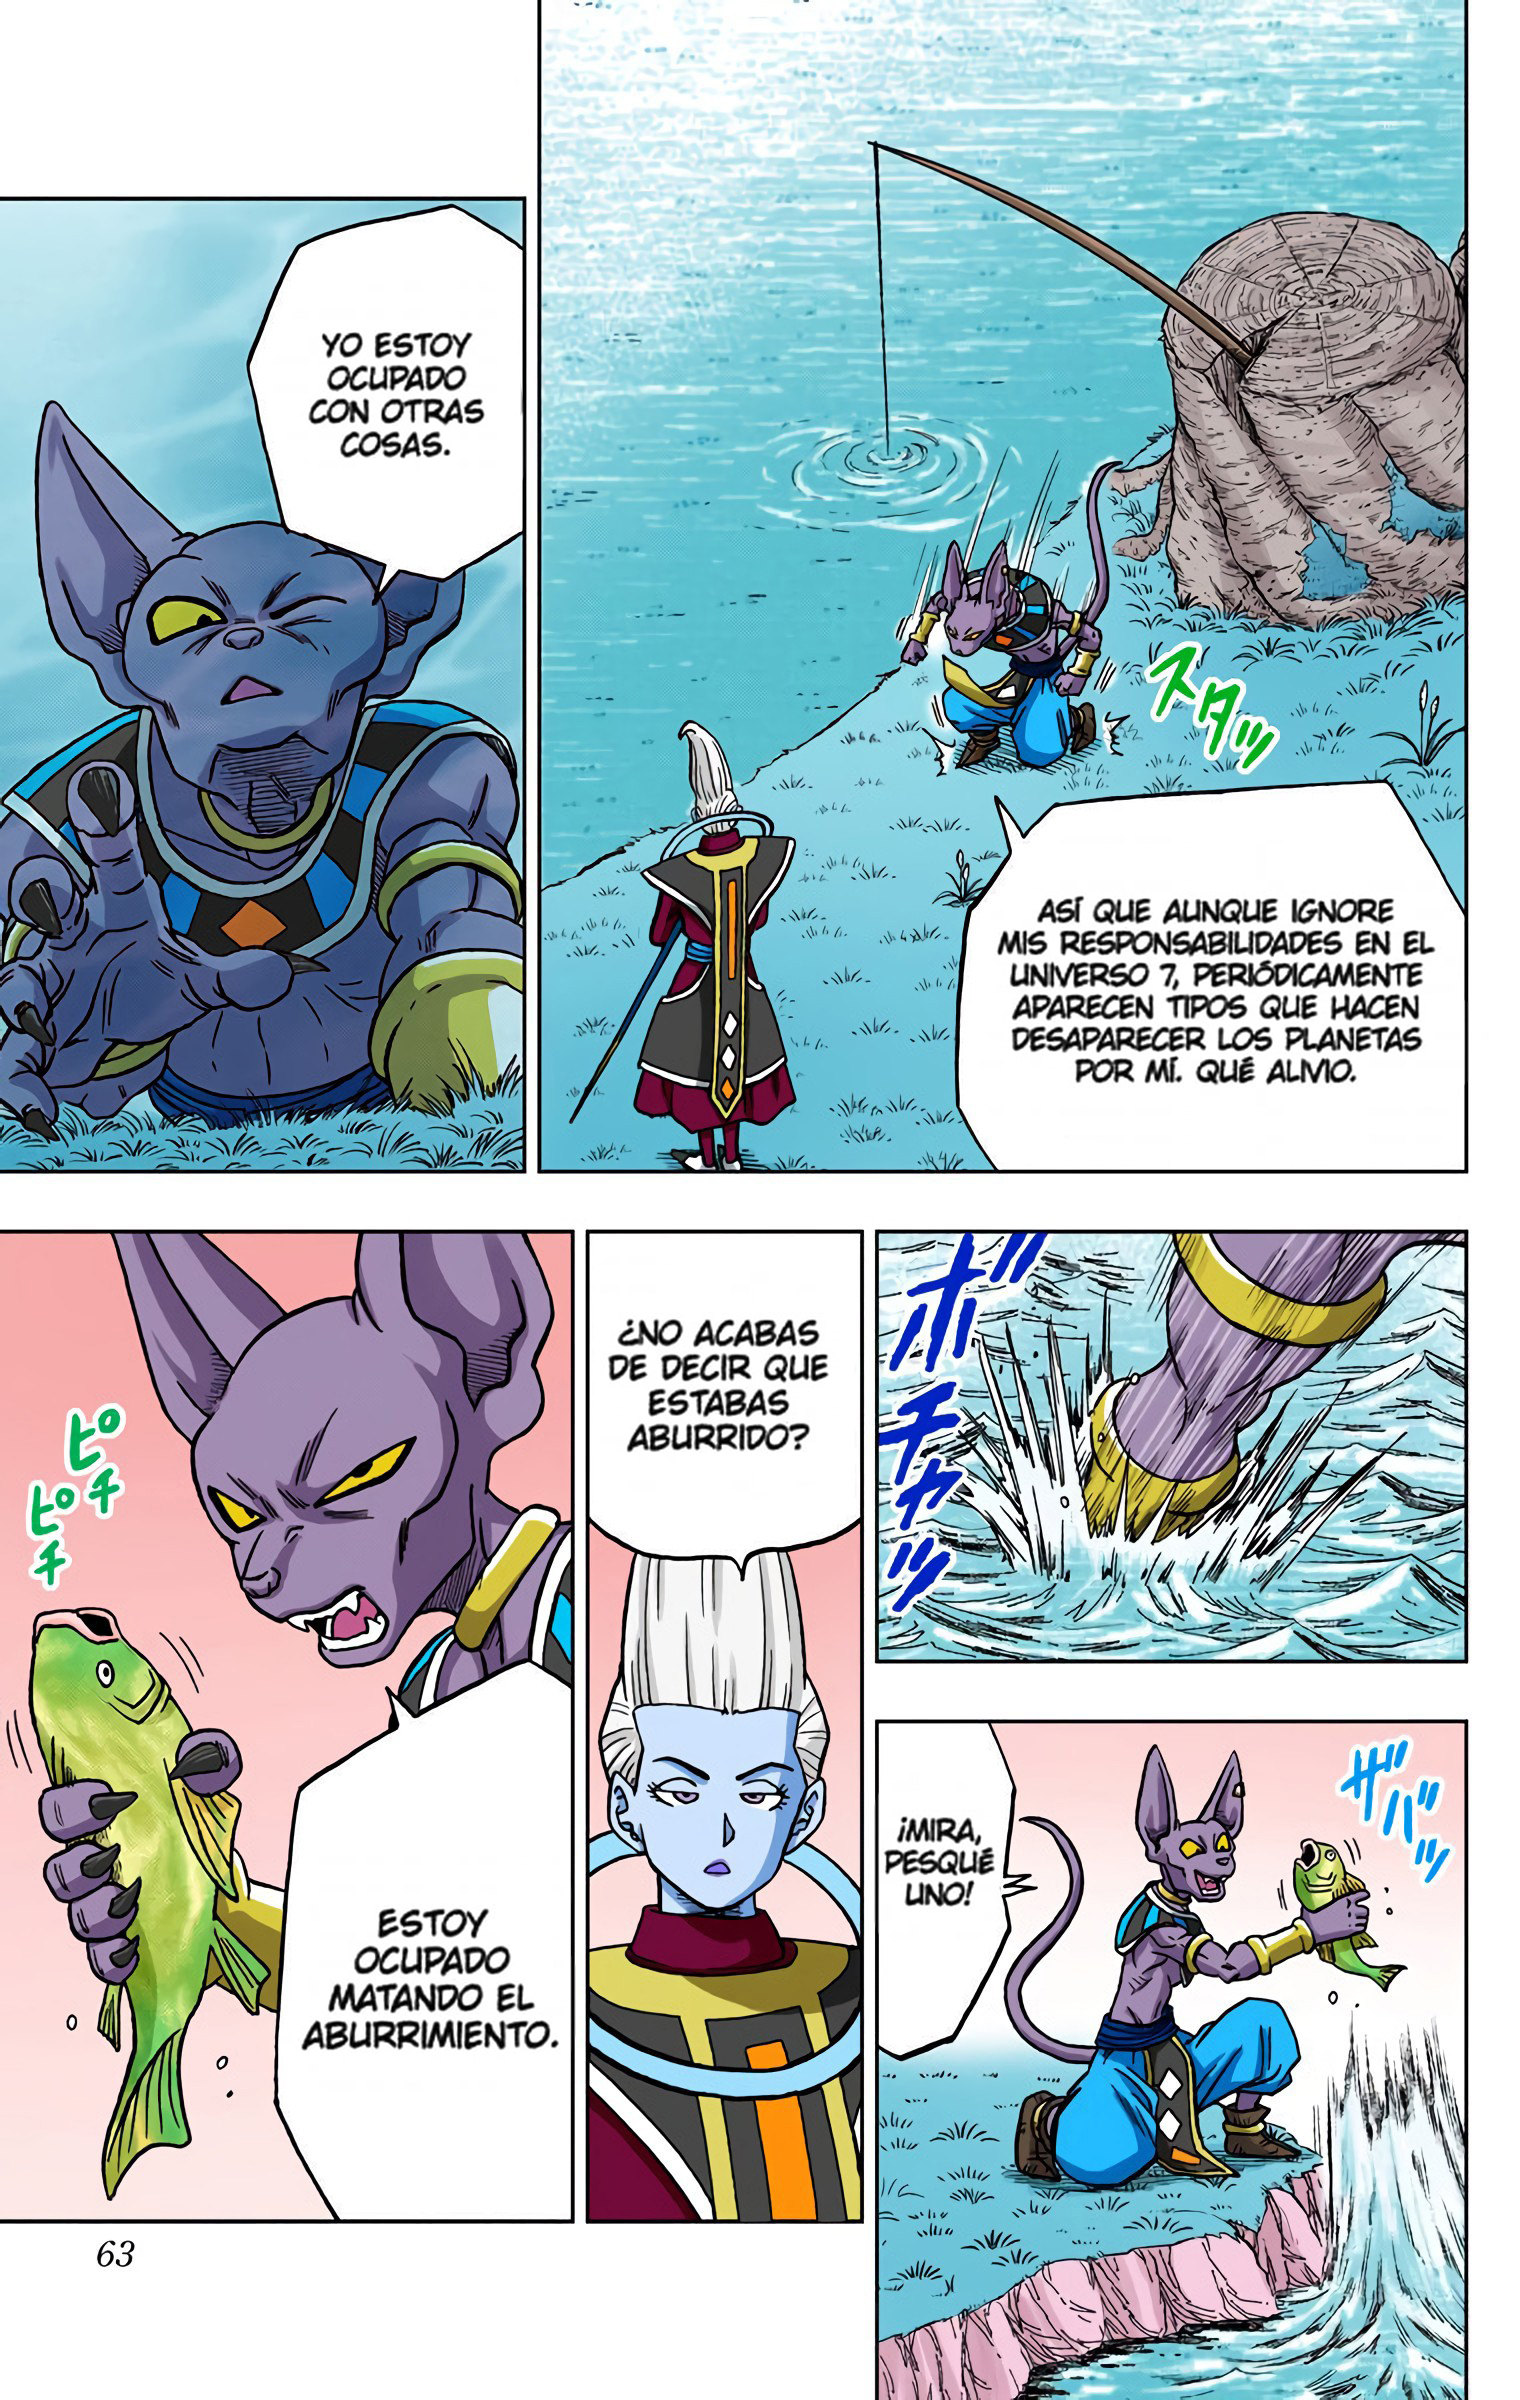 スタッ
ASÍ QUE AUNQUE IGNORE
MIS RESPONSABILIDADES EN EL
UNIVERSO 7, PERIÓDICAMENTE
APARECEN TIPOS QUE HACEN
DESAPARECER LOS PLANETAS
POR MÍ. QUÉ ALIVIO.
YO ESTOY
OCUPADO
CON OTRAS
COSAS.
ボチャッ
¡MIRA,
PESQUÉ
UNO!
ザバッ
¿NO ACABAS
DE DECIR QUE
ESTABAS
ABURRIDO?
ピチ
ピチ
ESTOY
OCUPADO
MATANDO EL
ABURRIMIENTO.
63